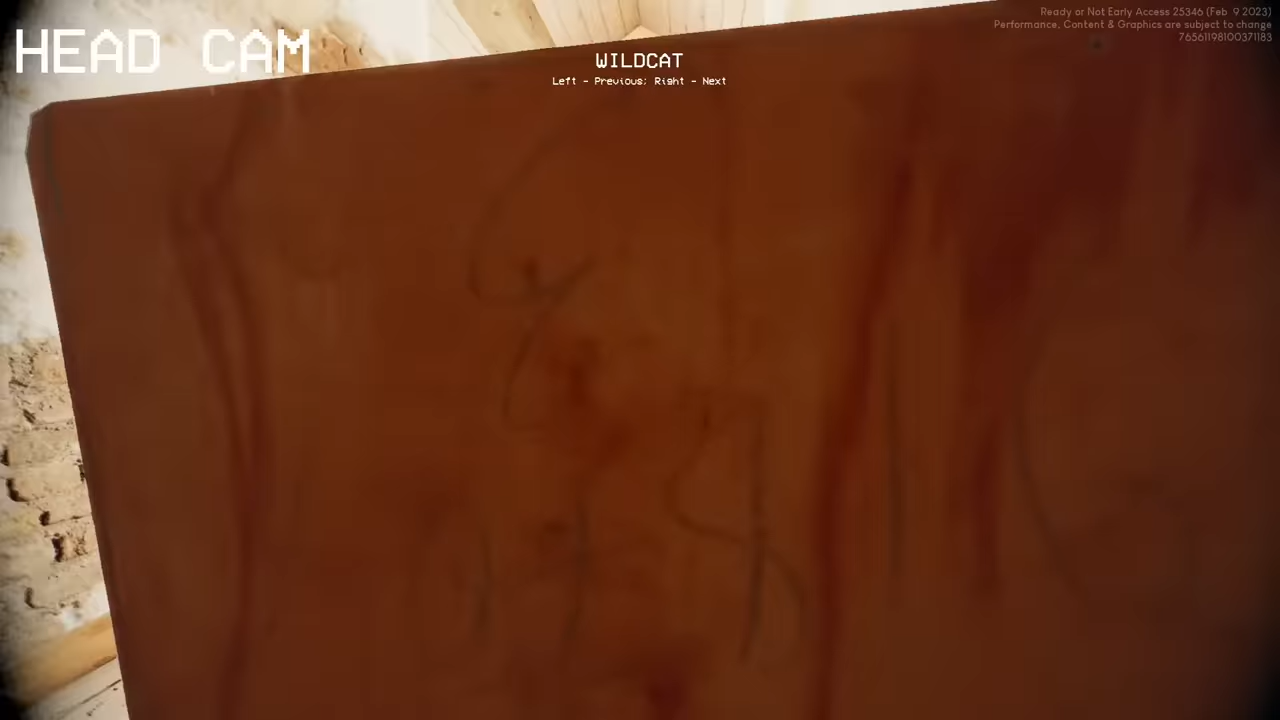 HEAD CAM
WILDCAT
Left - Previous; Right - Next
Ready or Not Early Access 25346 (Feb 9 2023)
Performance, Content & Graphics are subject to change
76561198100371183